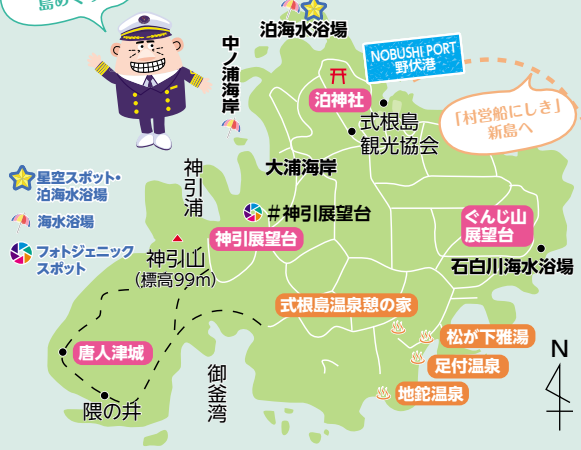 島めぐ
泊海水浴場
中ノ浦海岸
NOBUSHI PORT
野伏港
泊神社
式根島
観光協会
「村営船にしき」
新島へ
大浦海岸
神引浦
星空スポット・
泊海水浴場
海水浴場
フォトジェニック
スポット
#神引展望台
神引展望台
ぐんじ山
展望台
石白川海水浴場
神引山
(標高99m)
式根島温泉憩の家
松が下雅湯
足付温泉
地鉈温泉
唐人津城
隈の井
御釜湾
N